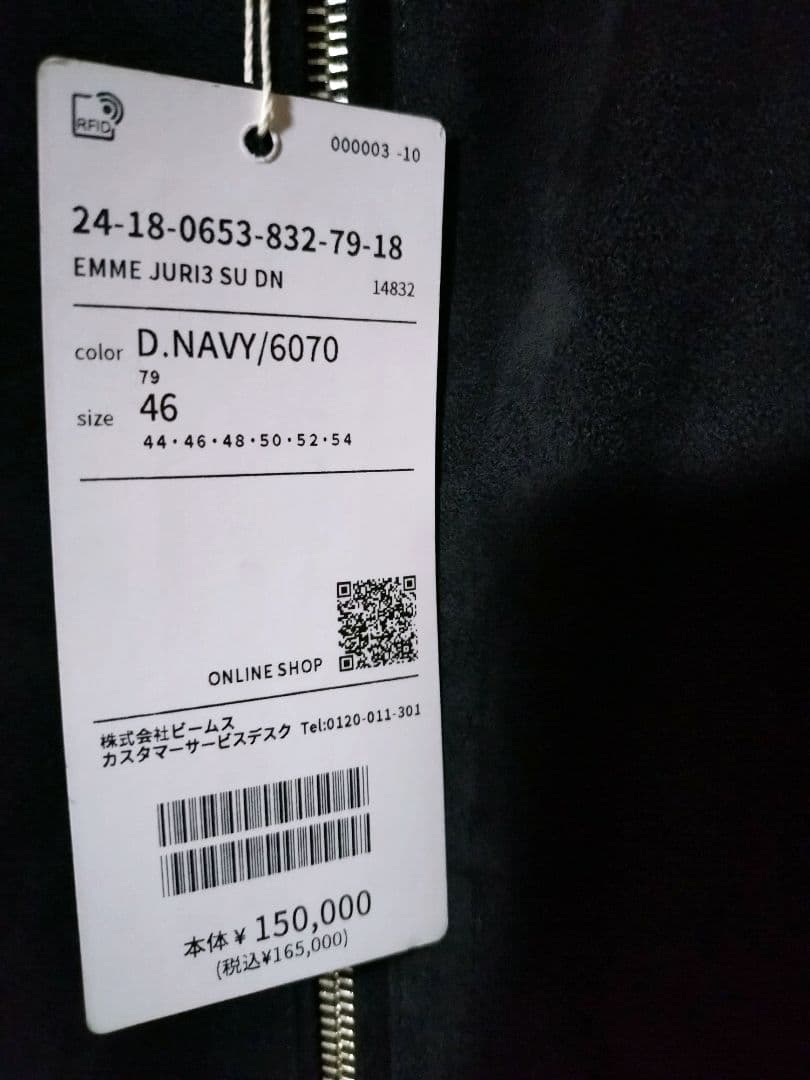 RFID
000003 -10
24-18-0653-832-79-18
EMME JURI3 SU DN
14832
color D.NAVY/6070
79
size 46
44・46・48・50・52・54
ONLINE SHOP
株式会社ビームス
カスタマーサービスデスク Tel:0120-011-301
本体¥ 150,000
(税込¥165,000)